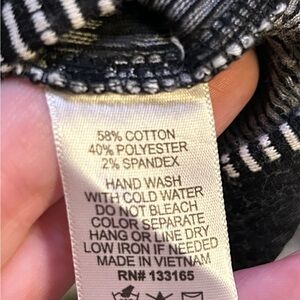 58% COTTON
40% POLYESTER
2% SPANDEX
HAND WASH
WITH COLD WATER
DO NOT BLEACH
COLOR SEPARATE
HANG OR LINE DRY
LOW IRON IF NEEDED
MADE IN VIETNAM
RN# 133165